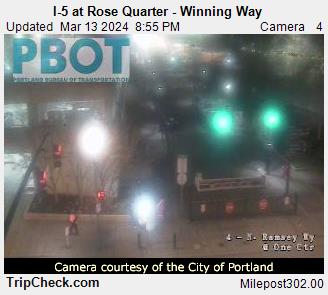 I-5 at Rose Quarter - Winning Way
Updated Mar 13 2024 8:55 PM Camera 4
PBOT
PORTLAND BUREAU OF TRANSPORTATION
4 - N. Ramsey Wy
@ One Ctr
Camera courtesy of the City of Portland
TripCheck.com Milepost302.00